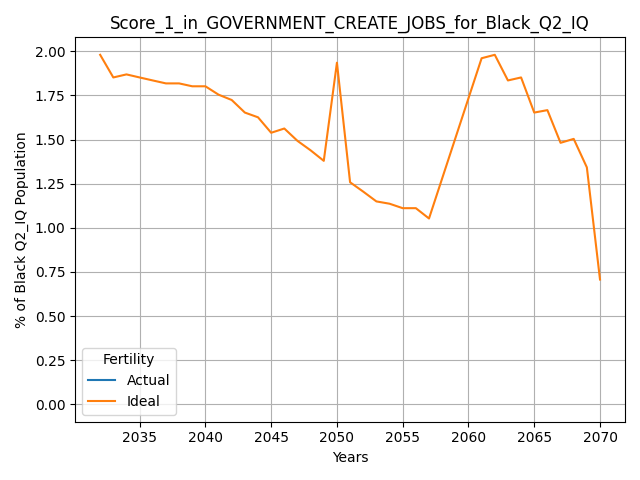 Score_1_in_GOVERNMENT_CREATE_JOBS_for_Black_Q2_IQ
% of Black Q2_IQ Population
2.00
1.75
1.50
1.25
1.00
0.75
0.50
0.25
0.00
Fertility
Actual
Ideal
2035 2040 2045 2050 2055 2060 2065 2070
Years